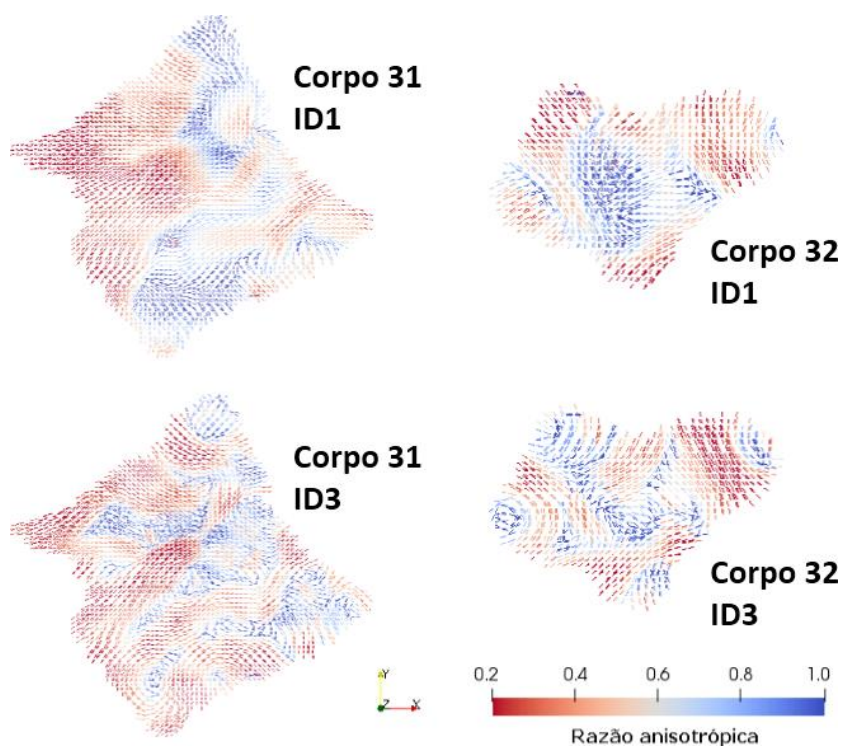 Corpo 31
ID1
Corpo 32
ID1
Corpo 31
ID3
Corpo 32
ID3
Y
Z
X
0.2 0.4 0.6 0.8 1.0
Razão anisotrópica